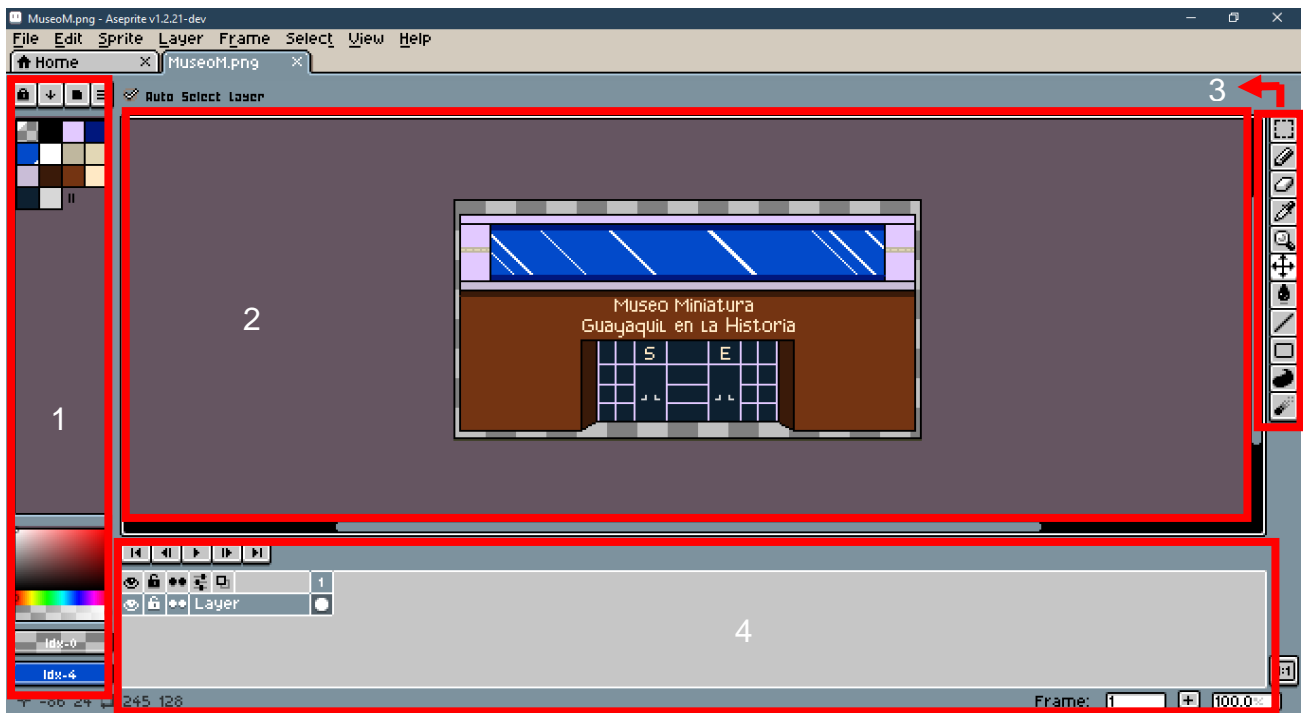 MuseoM.png - Aseprite v1.2.21-dev
File Edit Sprite Layer Frame Select View Help
Home MuseoM.png
Auto Select Layer
3
Museo Miniatura
Guayaquil en La Historia
S E
2
1
1
Layer
4
Idx-0
Idx-4
245 128
Frame: 1 100.0%